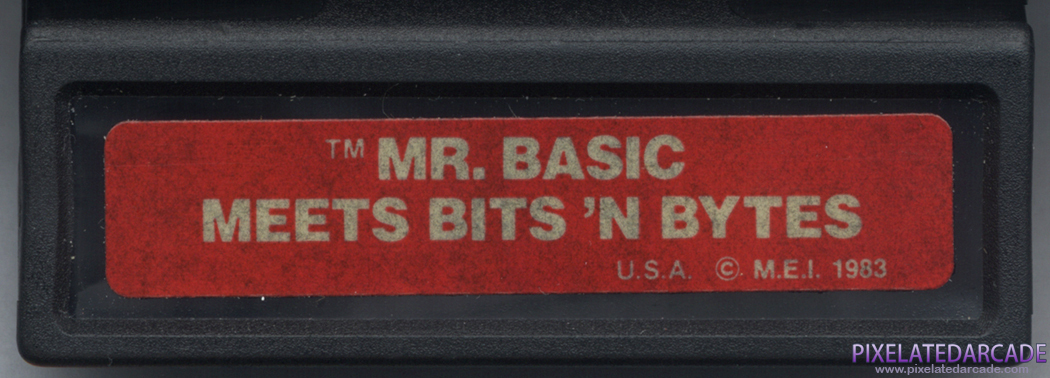 ™ MR. BASIC
MEETS BITS 'N BYTES
U.S.A. © M.E.I. 1983
PIXELATEDARCADE
www.pixelatedarcade.com